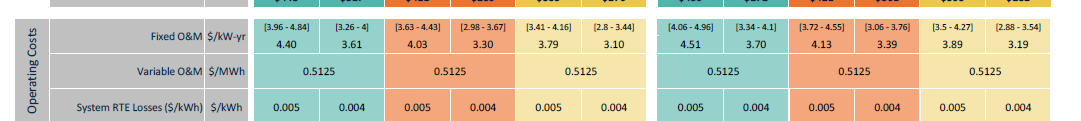 Operating Costs
[3.96 - 4.84] [3.26 - 4] [3.63 - 4.43] [2.98 - 3.67] [3.41 - 4.16] [2.8 - 3.44] [4.06 - 4.96] [3.34 - 4.1] [3.72 - 4.55] [3.06 - 3.76] [3.5 - 4.27] [2.88 - 3.54]
Fixed O&M $/kW-yr
4.40 3.61 4.03 3.30 3.79 3.10 4.51 3.70 4.13 3.39 3.89 3.19
Variable O&M $/MWh 0.5125 0.5125 0.5125 0.5125 0.5125 0.5125
System RTE Losses ($/kWh) $/kWh 0.005 0.004 0.005 0.004 0.005 0.004 0.005 0.004 0.005 0.004 0.005 0.004